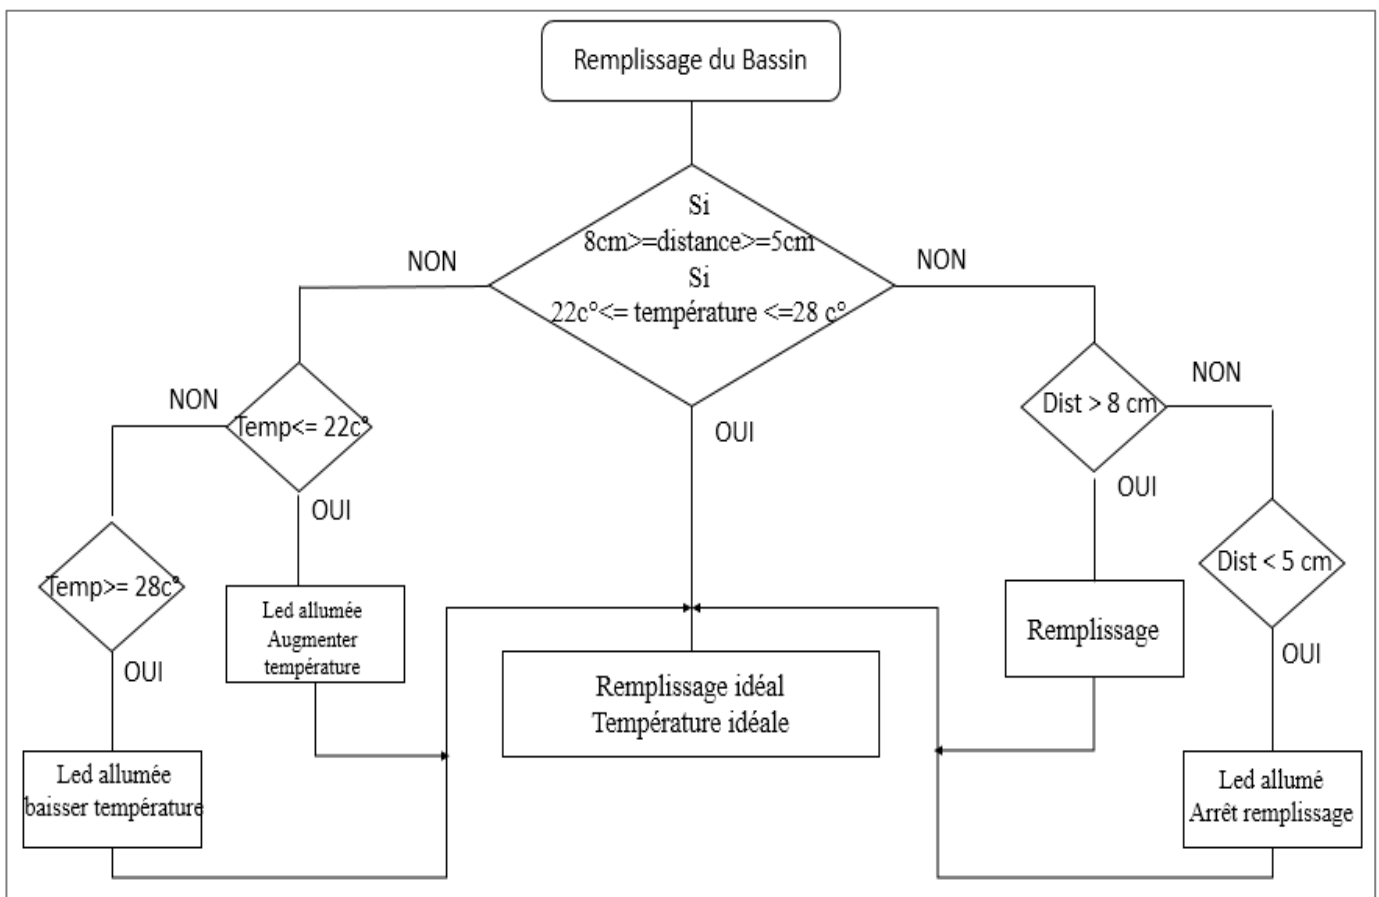 Remplissage du Bassin
Si
8cm>=distance>=5cm
Si
22c°<= température <=28 c°
NON
NON
NON
Temp<= 22c°
OUI
Dist > 8 cm
NON
OUI
OUI
Temp>= 28c°
Dist < 5 cm
Led allumée
Augmenter
température
Remplissage
OUI
OUI
Remplissage idéal
Température idéale
Led allumée
baisser température
Led allumé
Arrêt remplissage